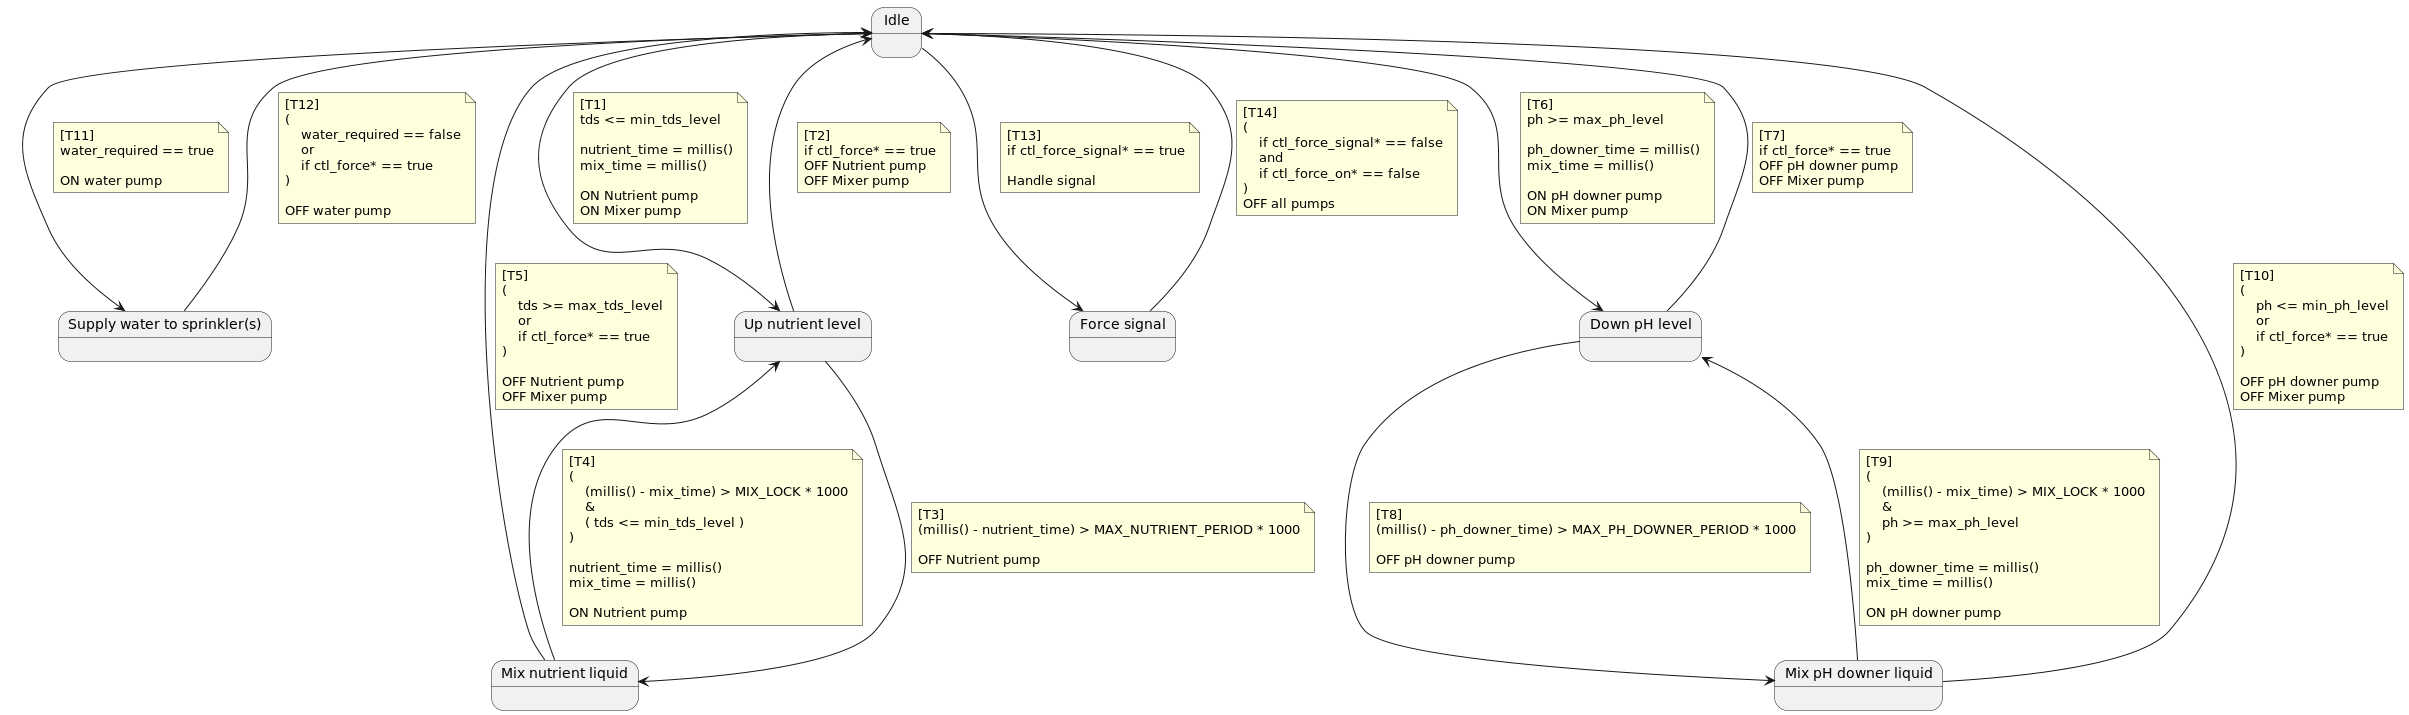 Idle
[T11]
water_required == true
ON water pump
[T12]
(
water_required == false
or
if ctl_force* == true
)
OFF water pump
[T1]
tds <= min_tds_level
nutrient_time = millis()
mix_time = millis()
ON Nutrient pump
ON Mixer pump
[T2]
if ctl_force* == true
OFF Nutrient pump
OFF Mixer pump
[T13]
if ctl_force_signal* == true
Handle signal
[T14]
(
if ctl_force_signal* == false
and
if ctl_force_on* == false
)
OFF all pumps
[T6]
ph >= max_ph_level
ph_downer_time = millis()
mix_time = millis()
ON pH downer pump
ON Mixer pump
[T7]
if ctl_force* == true
OFF pH downer pump
OFF Mixer pump
Supply water to sprinkler(s)
[T5]
(
tds >= max_tds_level
or
if ctl_force* == true
)
OFF Nutrient pump
OFF Mixer pump
Up nutrient level
Force signal
Down pH level
[T10]
(
ph <= min_ph_level
or
if ctl_force* == true
)
OFF pH downer pump
OFF Mixer pump
[T4]
(
(millis() - mix_time) > MIX_LOCK * 1000
&
( tds <= min_tds_level )
)
nutrient_time = millis()
mix_time = millis()
ON Nutrient pump
[T3]
(millis() - nutrient_time) > MAX_NUTRIENT_PERIOD * 1000
OFF Nutrient pump
[T8]
(millis() - ph_downer_time) > MAX_PH_DOWNER_PERIOD * 1000
OFF pH downer pump
[T9]
(
(millis() - mix_time) > MIX_LOCK * 1000
&
ph >= max_ph_level
)
ph_downer_time = millis()
mix_time = millis()
ON pH downer pump
Mix nutrient liquid
Mix pH downer liquid